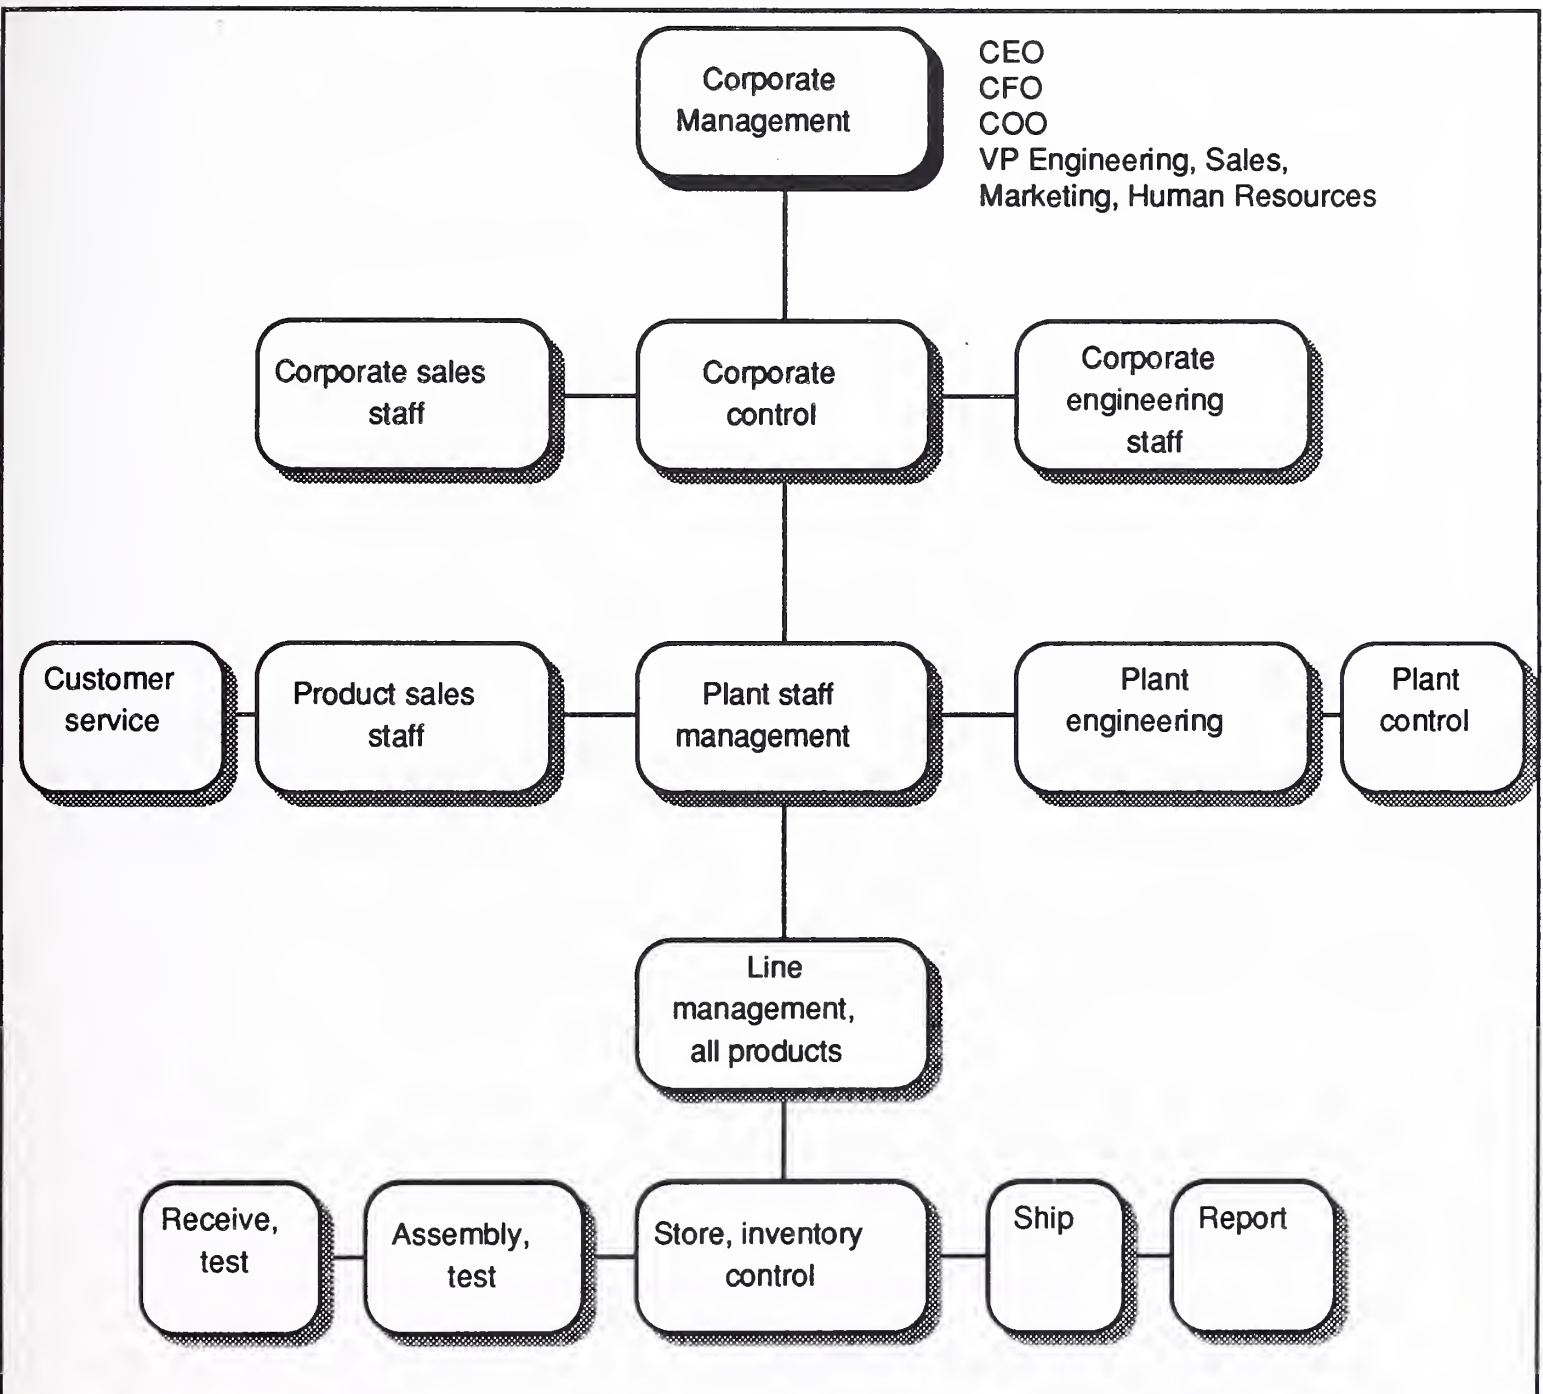 Corporate
Management
CEO
CFO
COO
VP Engineering, Sales,
Marketing, Human Resources
Corporate sales
staff
Corporate
control
Corporate
engineering
staff
Customer
service
Product sales
staff
Plant staff
management
Plant
engineering
Plant
control
Line
management,
all products
Receive,
test
Assembly,
test
Store, inventory
control
Ship
Report